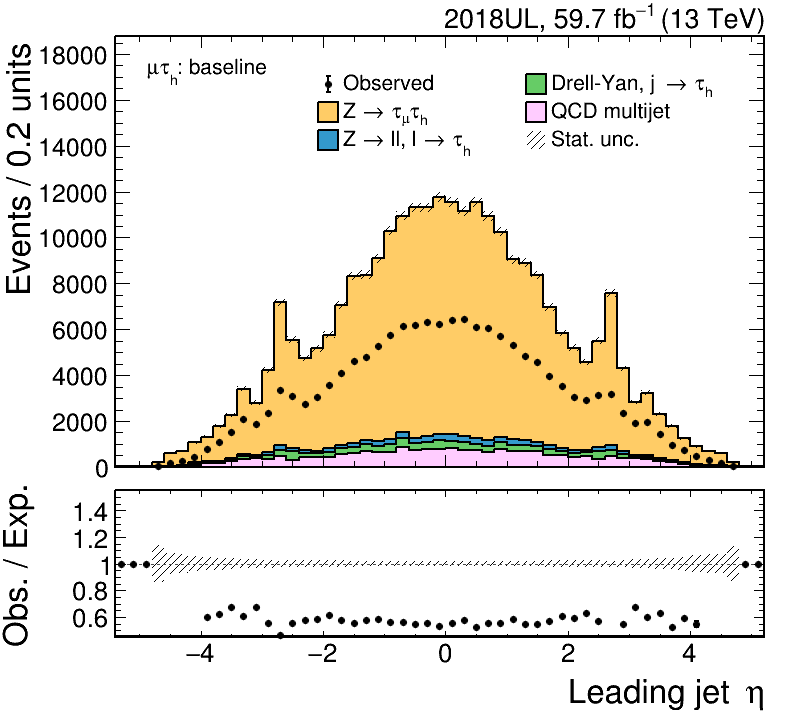 2018UL, 59.7 fb⁻¹ (13 TeV)
Events / 0.2 units
18000
16000
14000
12000
10000
8000
6000
4000
2000
0
μτₕ: baseline
Observed
Z → τ_μτₕ
Z → ll, l → τₕ
Drell-Yan, j → τₕ
QCD multijet
Stat. unc.
Obs. / Exp.
1.4
1.2
1
0.8
0.6
−4 −2 0 2 4
Leading jet η